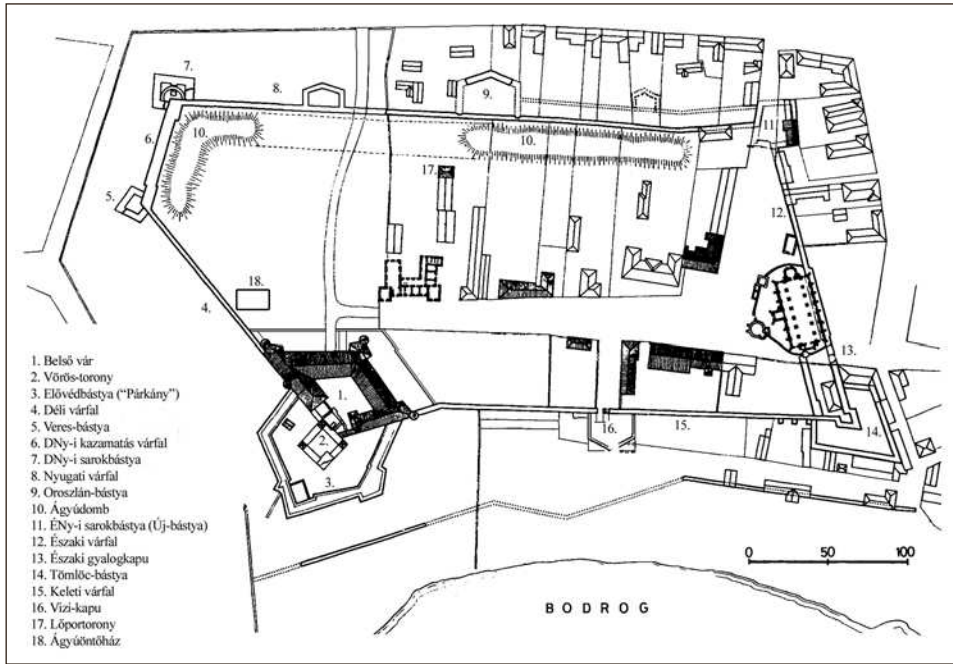 7.
8.
9.
10.
10.
11.
6.
5.
17.
12.
18.
4.
13.
1.
2.
3.
16.
15.
14.
1. Belső vár
2. Vörös-torony
3. Elővédbástya (“Párkány”)
4. Déli várfal
5. Veres-bástya
6. DNy-i kazamatás várfal
7. DNy-i sarokbástya
8. Nyugati várfal
9. Oroszlán-bástya
10. Ágyúdomb
11. ÉNy-i sarokbástya (Új-bástya)
12. Északi várfal
13. Északi gyalogkapu
14. Tömlöc-bástya
15. Keleti várfal
16. Vizi-kapu
17. Lőportorony
18. Ágyúöntőház
0 50 100
BODROG